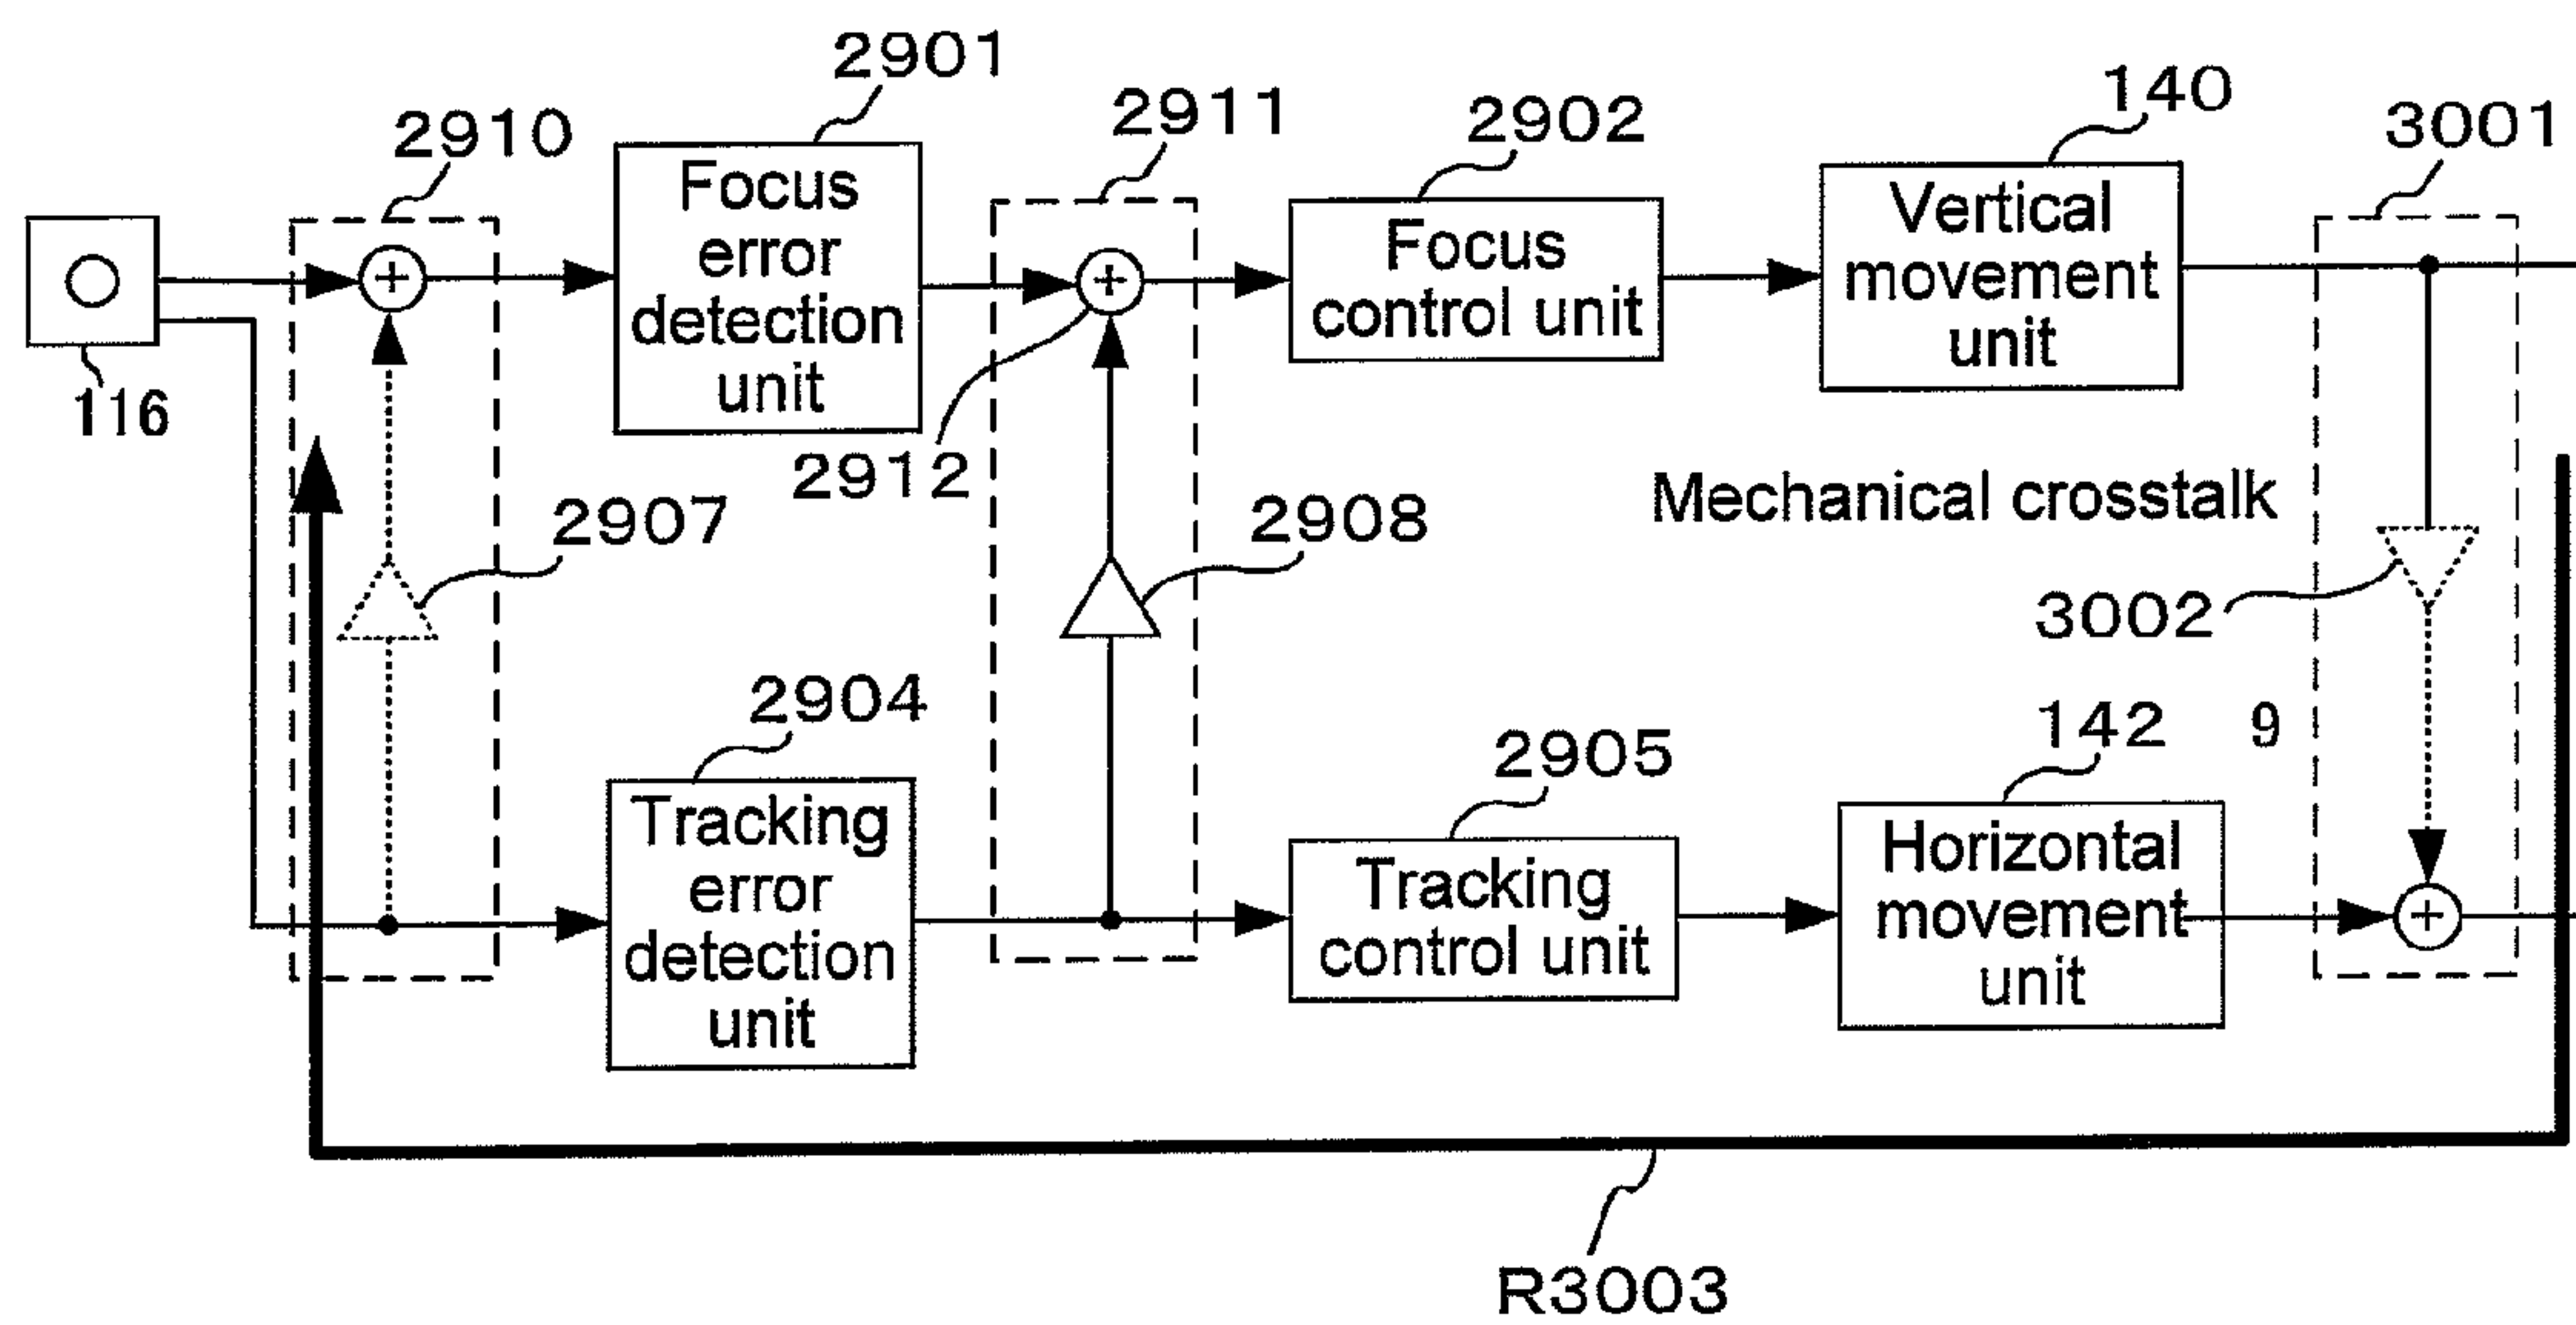 2901
2910
2911
2902
140
3001
Focus
error
detection
unit
Focus
control unit
Vertical
movement
unit
116
2912
2907
2908
Mechanical crosstalk
3002
2904
2905
142
9
Tracking
error
detection
unit
Tracking
control unit
Horizontal
movement
unit
R3003